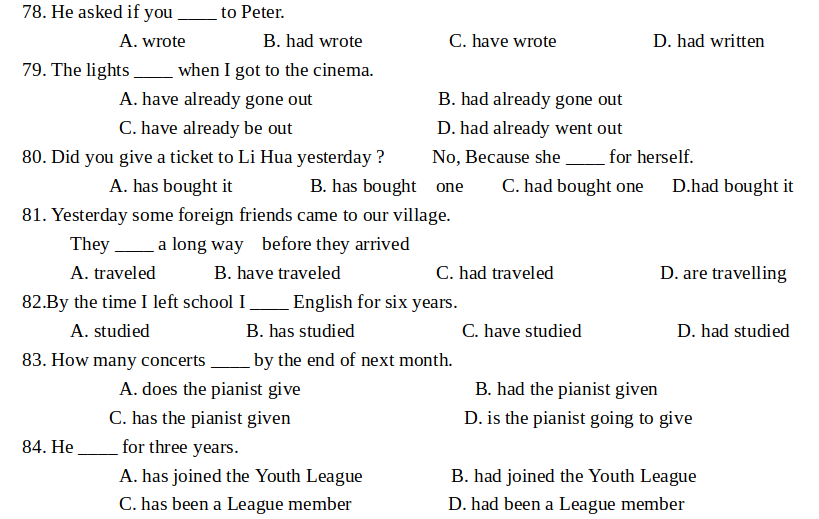 78. He asked if you ____ to Peter.
A. wrote B. had wrote C. have wrote D. had written
79. The lights ____ when I got to the cinema.
A. have already gone out B. had already gone out
C. have already be out D. had already went out
80. Did you give a ticket to Li Hua yesterday ? No, Because she ____ for herself.
A. has bought it B. has bought one C. had bought one D.had bought it
81. Yesterday some foreign friends came to our village.
They ____ a long way before they arrived
A. traveled B. have traveled C. had traveled D. are travelling
82.By the time I left school I ____ English for six years.
A. studied B. has studied C. have studied D. had studied
83. How many concerts ____ by the end of next month.
A. does the pianist give B. had the pianist given
C. has the pianist given D. is the pianist going to give
84. He ____ for three years.
A. has joined the Youth League B. had joined the Youth League
C. has been a League member D. had been a League member